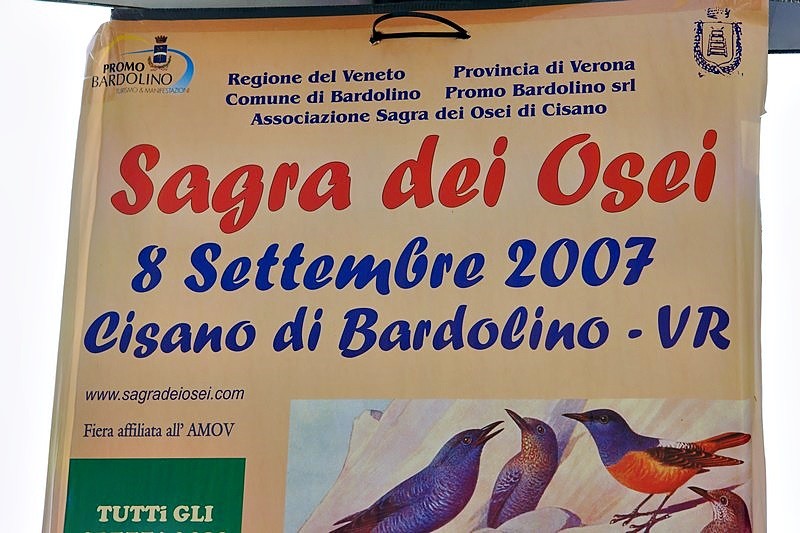 PROMO
BARDOLINO
TURISMO & MANIFESTAZIONI
Regione del Veneto Provincia di Verona
Comune di Bardolino Promo Bardolino srl
Associazione Sagra dei Osei di Cisano
Sagra dei Osei
8 Settembre 2007
Cisano di Bardolino - VR
www.sagradeiosei.com
Fiera affiliata all' AMOV
TUTTi GLI